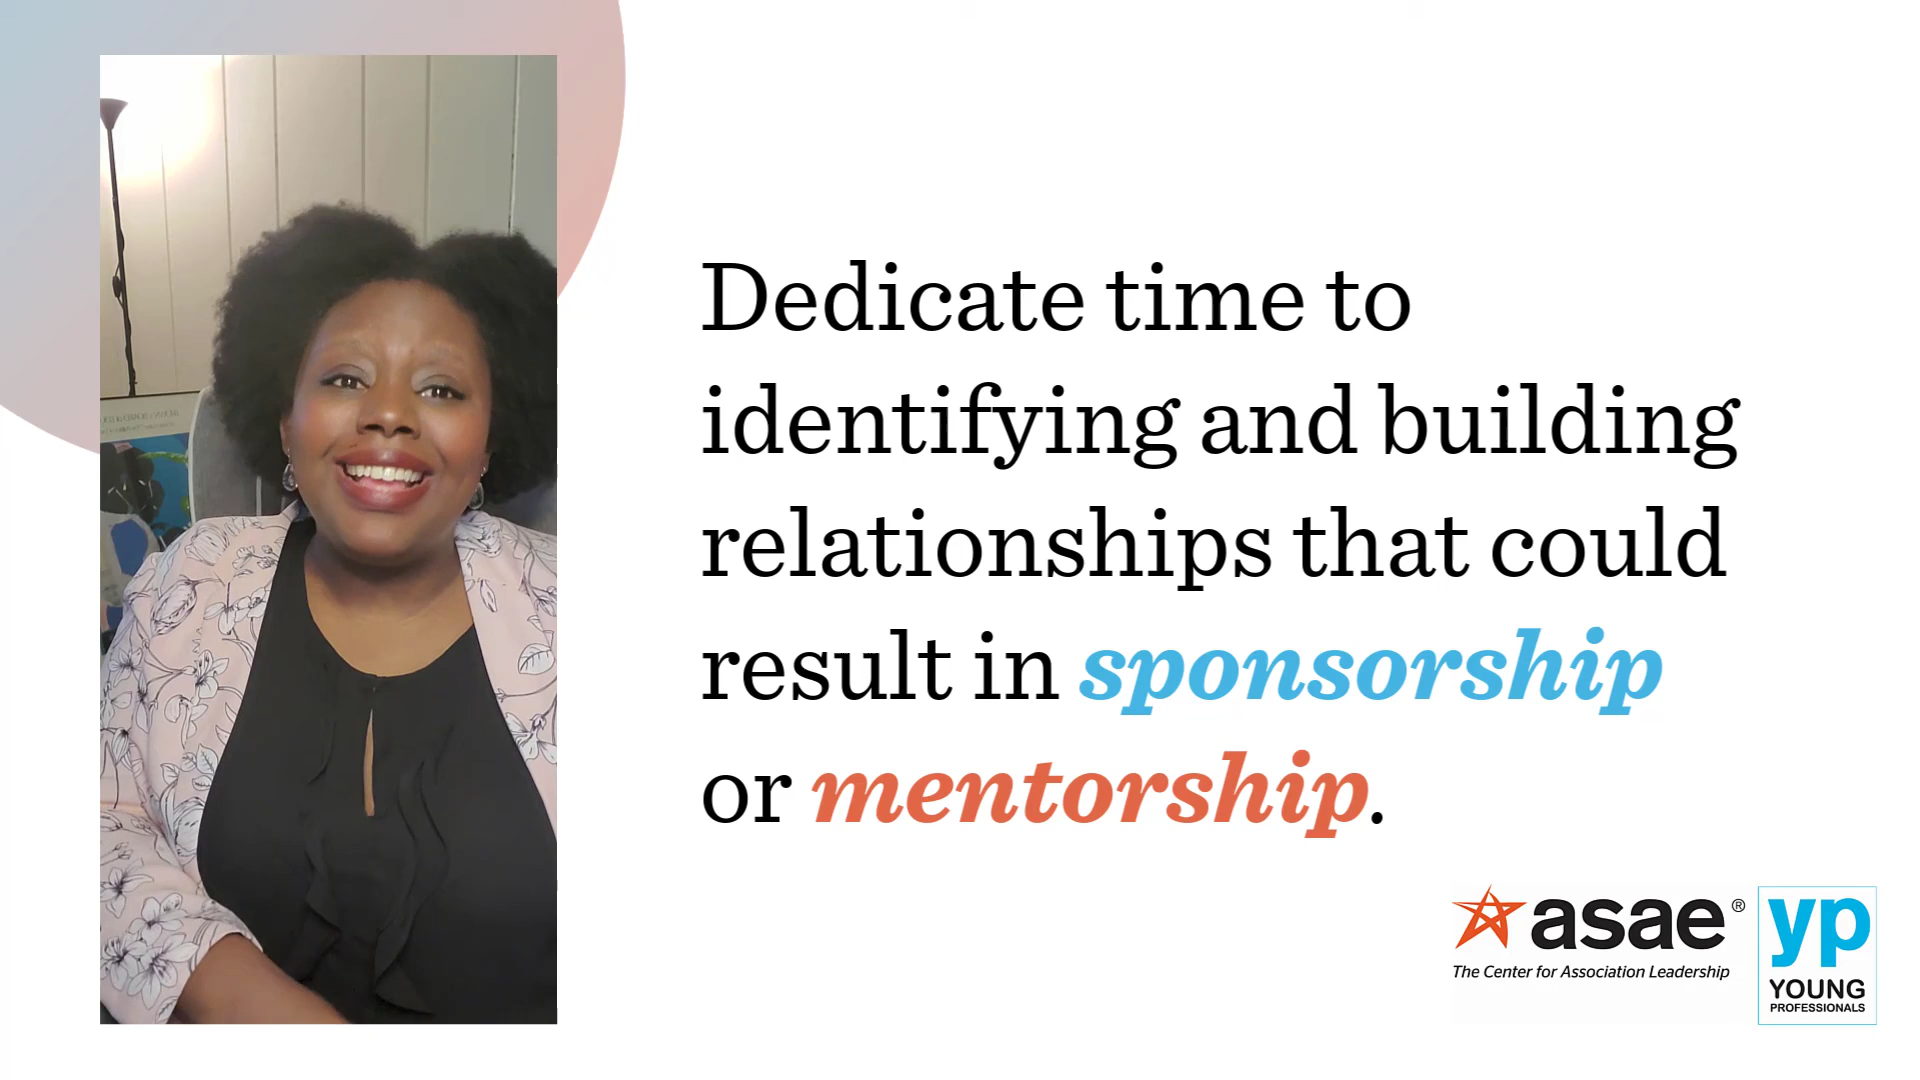 Dedicate time to
identifying and building
relationships that could
result in sponsorship
or mentorship.
asae®
The Center for Association Leadership
yp
YOUNG
PROFESSIONALS